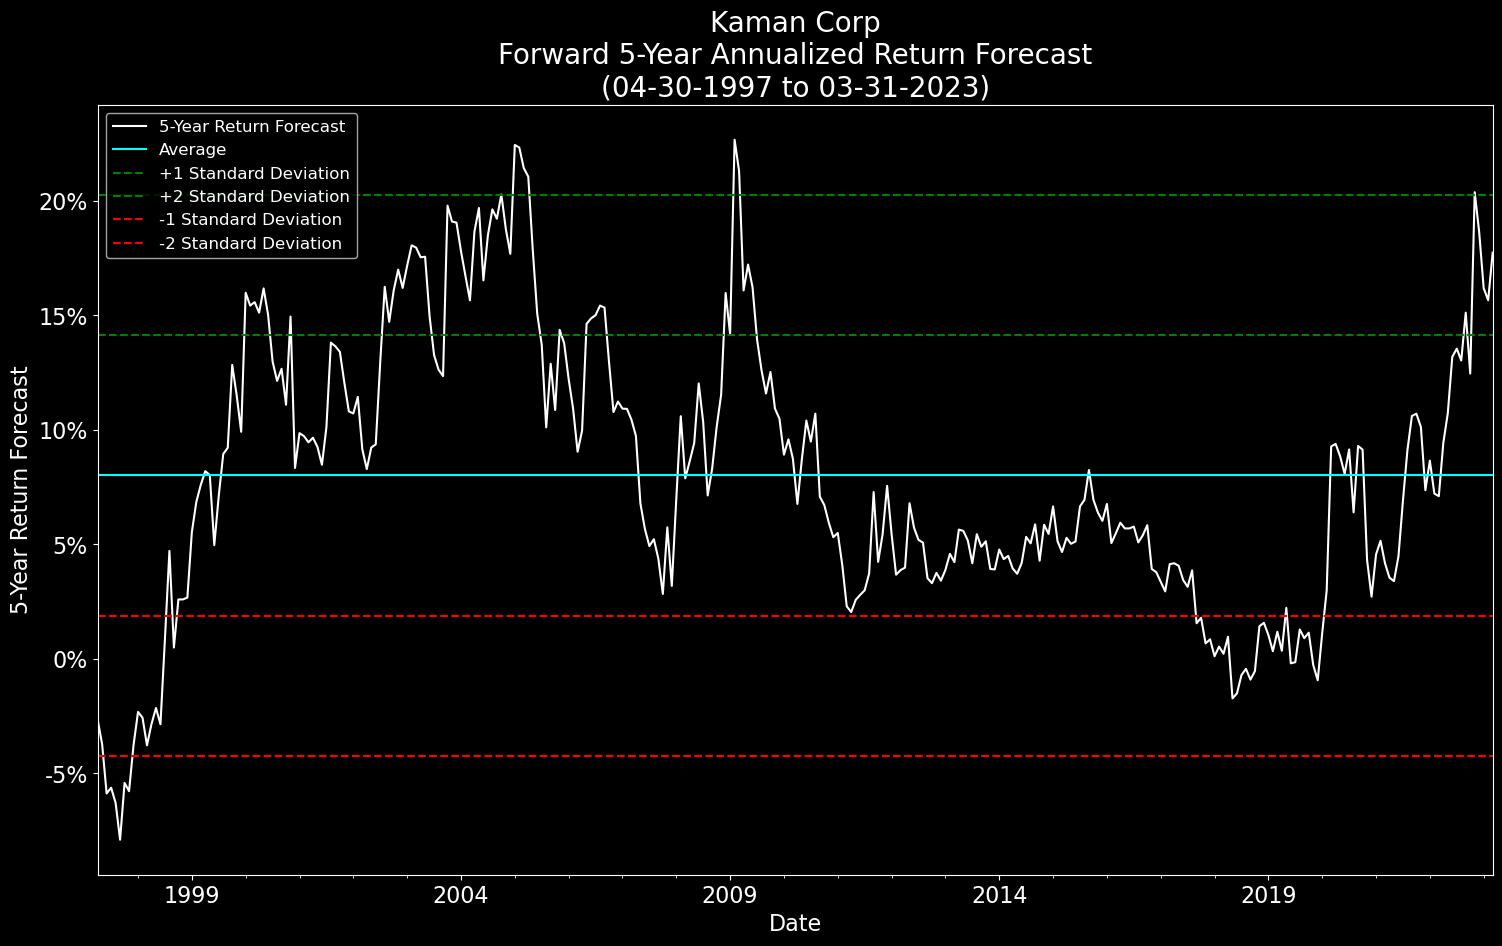 Kaman Corp
Forward 5-Year Annualized Return Forecast
(04-30-1997 to 03-31-2023)
5-Year Return Forecast
Average
+1 Standard Deviation
+2 Standard Deviation
-1 Standard Deviation
-2 Standard Deviation
5-Year Return Forecast
20%
15%
10%
5%
0%
-5%
1999 2004 2009 2014 2019
Date